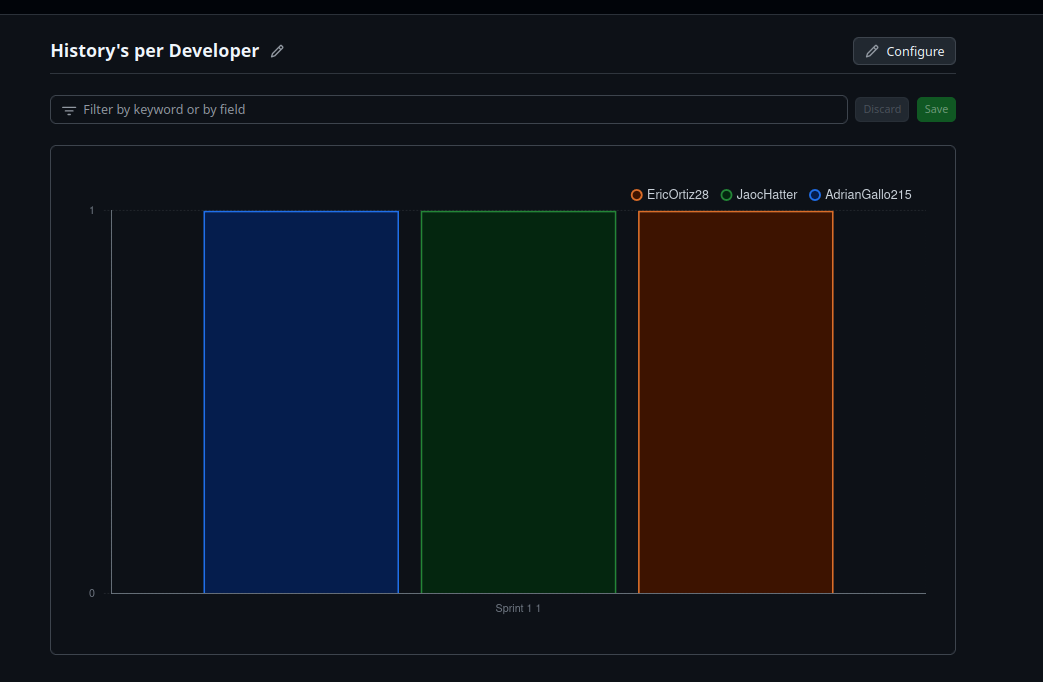 History's per Developer
Configure
Filter by keyword or by field
Discard
Save
EricOrtiz28 JaocHatter AdrianGallo215
1
0
Sprint 1 1